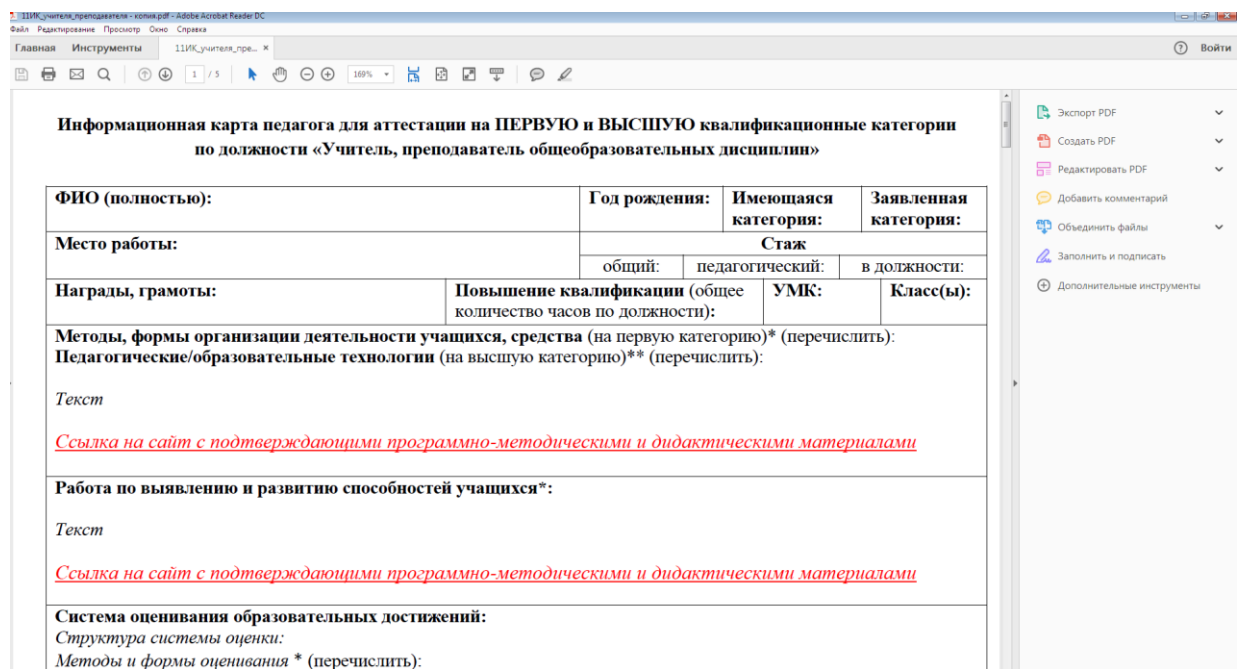 11ИК_учителя_преподавателя - копия.pdf - Adobe Acrobat Reader DC
Файл Редактирование Просмотр Окно Справка
Главная Инструменты 11ИК_учителя_пре... × Войти
1 / 5 169%
Информационная карта педагога для аттестации на ПЕРВУЮ и ВЫСШУЮ квалификационные категории
по должности «Учитель, преподаватель общеобразовательных дисциплин»
ФИО (полностью): Год рождения: Имеющаяся Заявленная
категория: категория:
Место работы: Стаж
общий: педагогический: в должности:
Награды, грамоты: Повышение квалификации (общее УМК: Класс(ы):
количество часов по должности):
Методы, формы организации деятельности учащихся, средства (на первую категорию)* (перечислить):
Педагогические/образовательные технологии (на высшую категорию)** (перечислить):
Текст
Ссылка на сайт с подтверждающими программно-методическими и дидактическими материалами
Работа по выявлению и развитию способностей учащихся*:
Текст
Ссылка на сайт с подтверждающими программно-методическими и дидактическими материалами
Система оценивания образовательных достижений:
Структура системы оценки:
Методы и формы оценивания * (перечислить):
Экспорт PDF
Создать PDF
Редактировать PDF
Добавить комментарий
Объединить файлы
Заполнить и подписать
Дополнительные инструменты